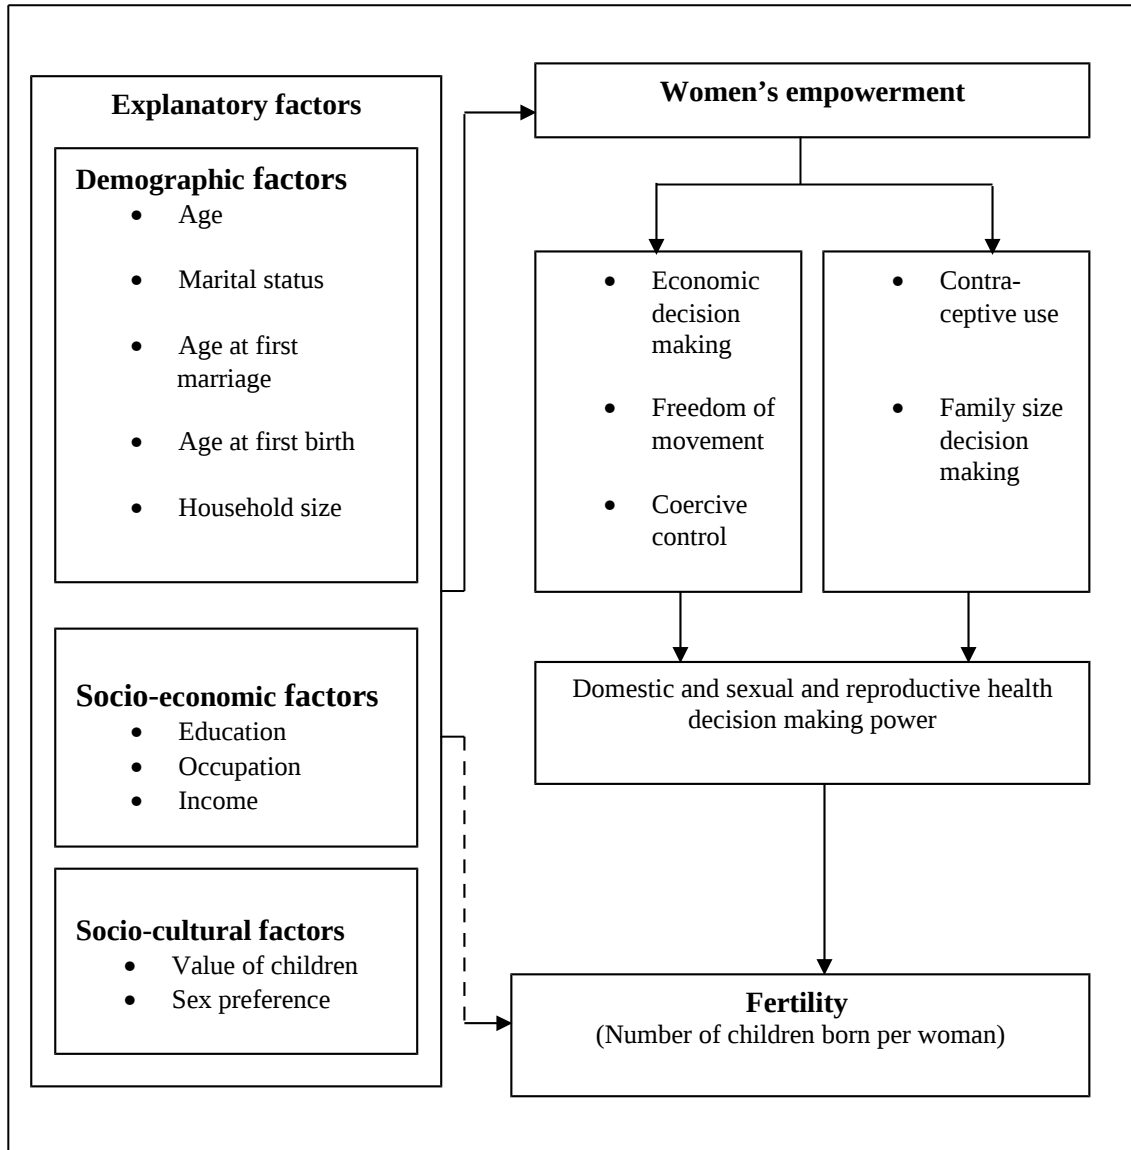 Explanatory factors
Demographic factors
• Age
• Marital status
• Age at first
marriage
• Age at first birth
• Household size
Socio-economic factors
• Education
• Occupation
• Income
Socio-cultural factors
• Value of children
• Sex preference
Women’s empowerment
• Economic
decision
making
• Freedom of
movement
• Coercive
control
• Contra-
ceptive use
• Family size
decision
making
Domestic and sexual and reproductive health
decision making power
Fertility
(Number of children born per woman)